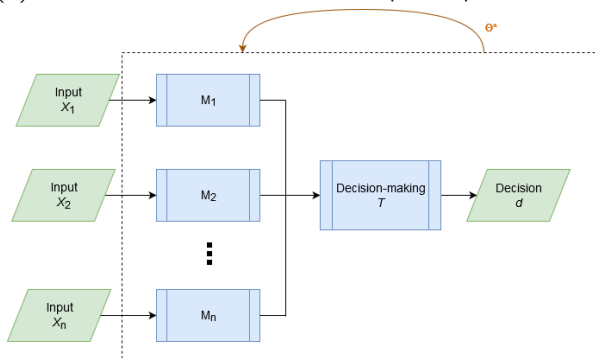 Θ*
Input
X1
M1
Input
X2
M2
Decision-making
T
Decision
d
Input
Xn
Mn